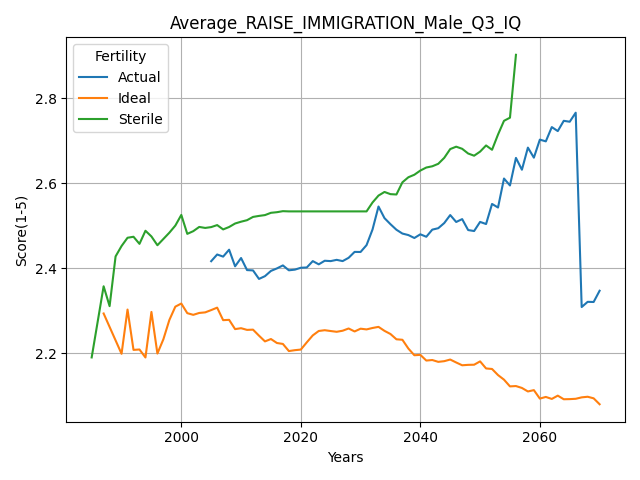 Average_RAISE_IMMIGRATION_Male_Q3_IQ
Fertility
Actual
Ideal
Sterile
Score(1-5)
2.8
2.6
2.4
2.2
2000 2020 2040 2060
Years